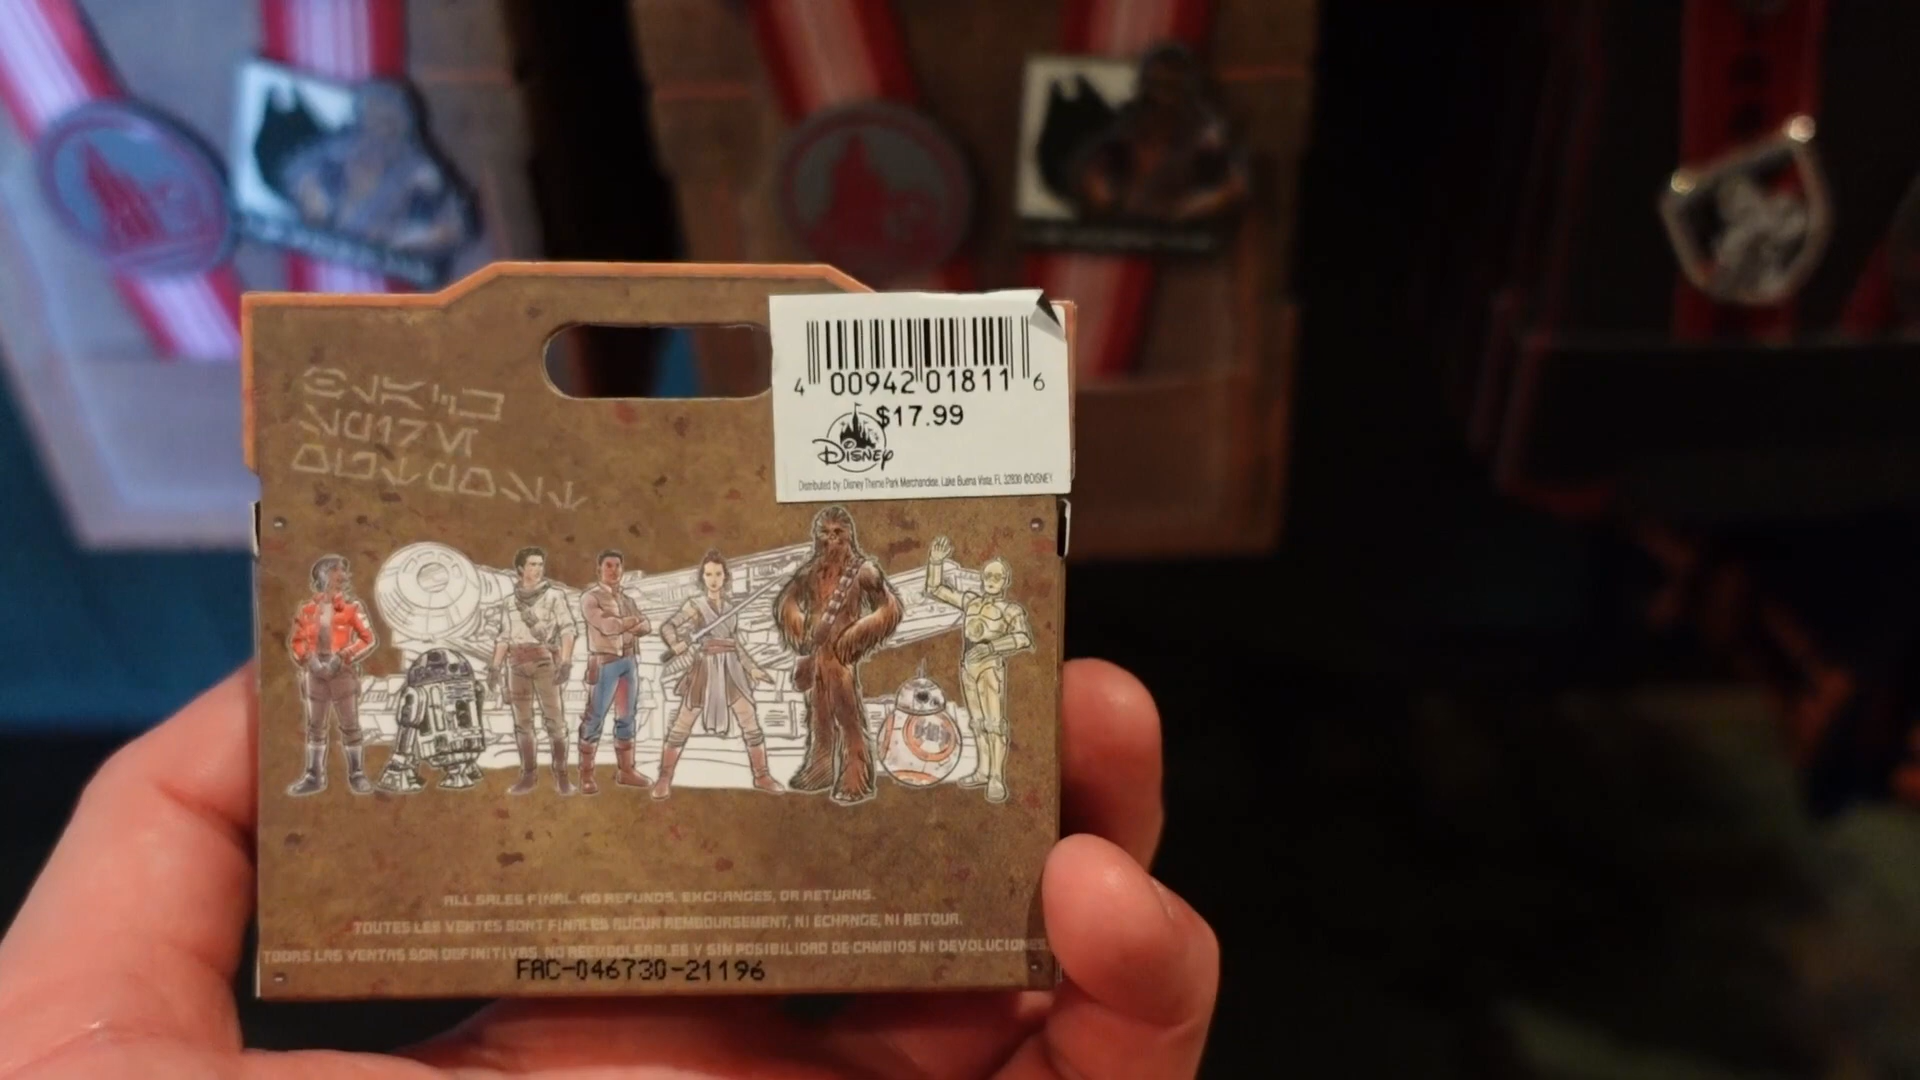 4 00942 01811 6
$17.99
Disney
Distributed by: Disney Theme Park Merchandise, Lake Buena Vista, FL 32830 ©DISNEY
ALL SALES FINAL. NO REFUNDS, EXCHANGES, OR RETURNS.
TOUTES LES VENTES SONT FINALES AUCUN REMBOURSEMENT, NI ECHANGE, NI RETOUR.
TODAS LAS VENTAS SON DEFINITIVAS, NO REEMBOLSABLES Y SIN POSIBILIDAD DE CAMBIOS NI DEVOLUCIONES.
FAC-046730-21196